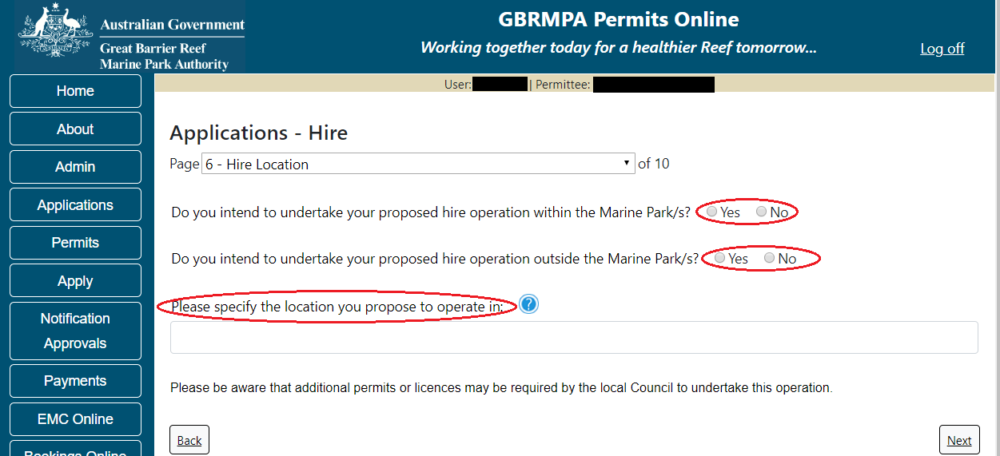 Australian Government
Great Barrier Reef
Marine Park Authority
GBRMPA Permits Online
Working together today for a healthier Reef tomorrow...
Log off
User: | Permittee:
Home
About
Admin
Applications
Permits
Apply
Notification
Approvals
Payments
EMC Online
Bookings Online
Applications - Hire
Page 6 - Hire Location of 10
Do you intend to undertake your proposed hire operation within the Marine Park/s? Yes No
Do you intend to undertake your proposed hire operation outside the Marine Park/s? Yes No
Please specify the location you propose to operate in: ?
Please be aware that additional permits or licences may be required by the local Council to undertake this operation.
Back
Next